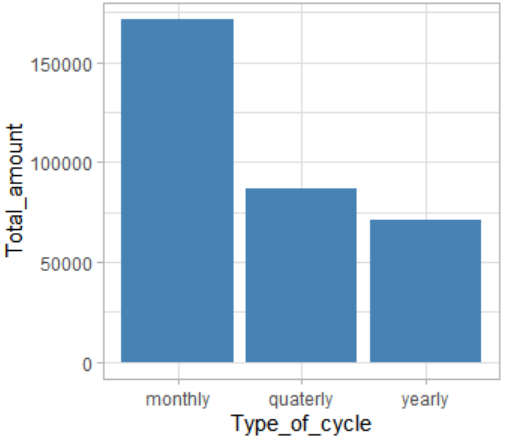 Total_amount
150000
100000
50000
0
monthly quaterly yearly
Type_of_cycle